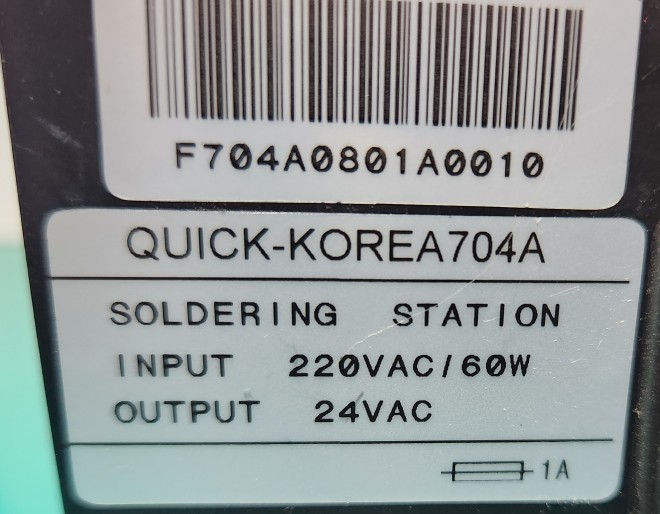 F704A0801A0010
QUICK-KOREA704A
SOLDERING STATION
INPUT 220VAC/60W
OUTPUT 24VAC
1A